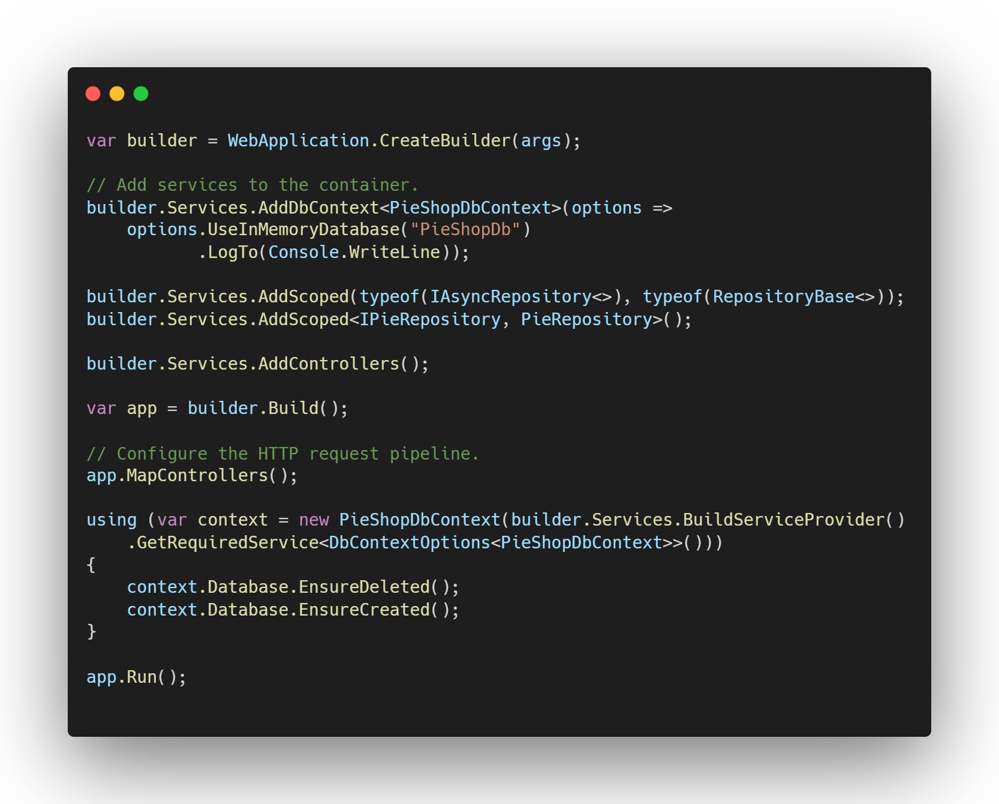 var builder = WebApplication.CreateBuilder(args);
// Add services to the container.
builder.Services.AddDbContext<PieShopDbContext>(options =>
    options.UseInMemoryDatabase("PieShopDb")
           .LogTo(Console.WriteLine));
builder.Services.AddScoped(typeof(IAsyncRepository<>), typeof(RepositoryBase<>));
builder.Services.AddScoped<IPieRepository, PieRepository>();
builder.Services.AddControllers();
var app = builder.Build();
// Configure the HTTP request pipeline.
app.MapControllers();
using (var context = new PieShopDbContext(builder.Services.BuildServiceProvider()
    .GetRequiredService<DbContextOptions<PieShopDbContext>>()))
{
    context.Database.EnsureDeleted();
    context.Database.EnsureCreated();
}
app.Run();